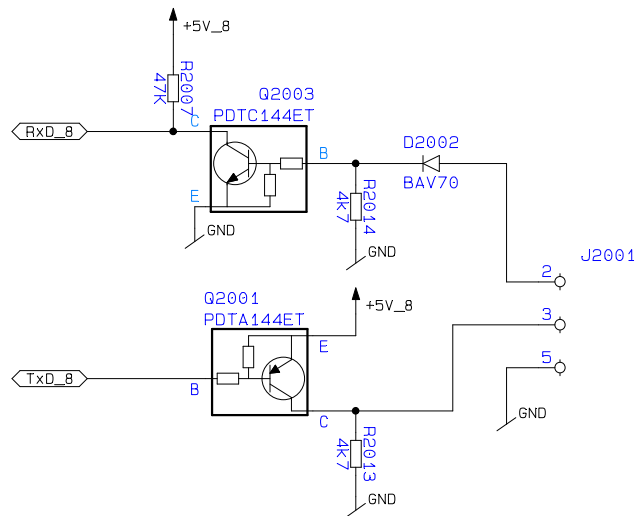 +5V_8
R2007
47K
Q2003
PDTC144ET
C
RxD_8
B
D2002
BAV70
E
R2014
4k7
GND
GND
J2001
2
Q2001
PDTA144ET
+5V_8
3
E
5
TxD_8
B
C
GND
R2013
4k7
GND